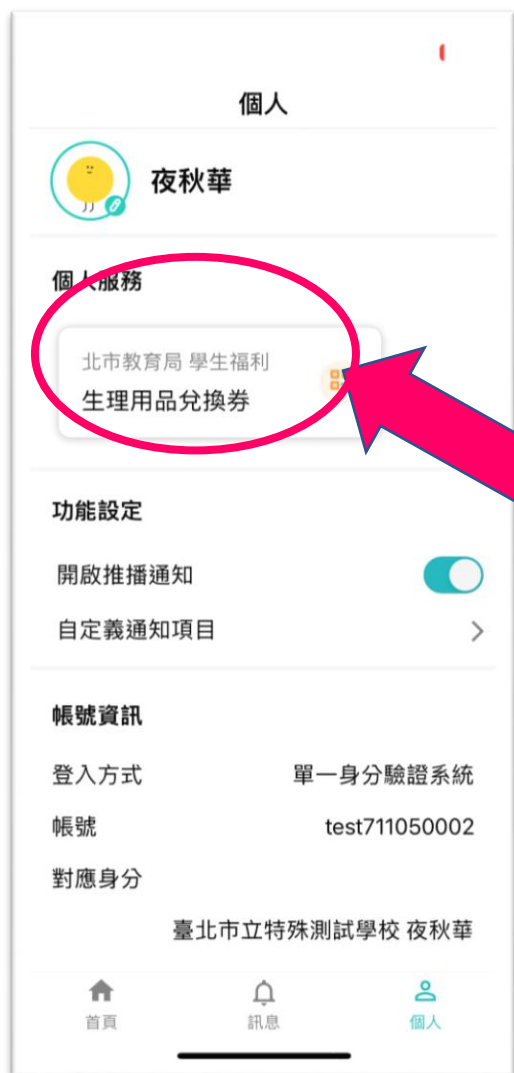 個人
夜秋華
個人服務
北市教育局 學生福利
生理用品兌換券
功能設定
開啟推播通知
自定義通知項目
帳號資訊
登入方式 單一身分驗證系統
帳號 test711050002
對應身分
臺北市立特殊測試學校 夜秋華
首頁 訊息 個人